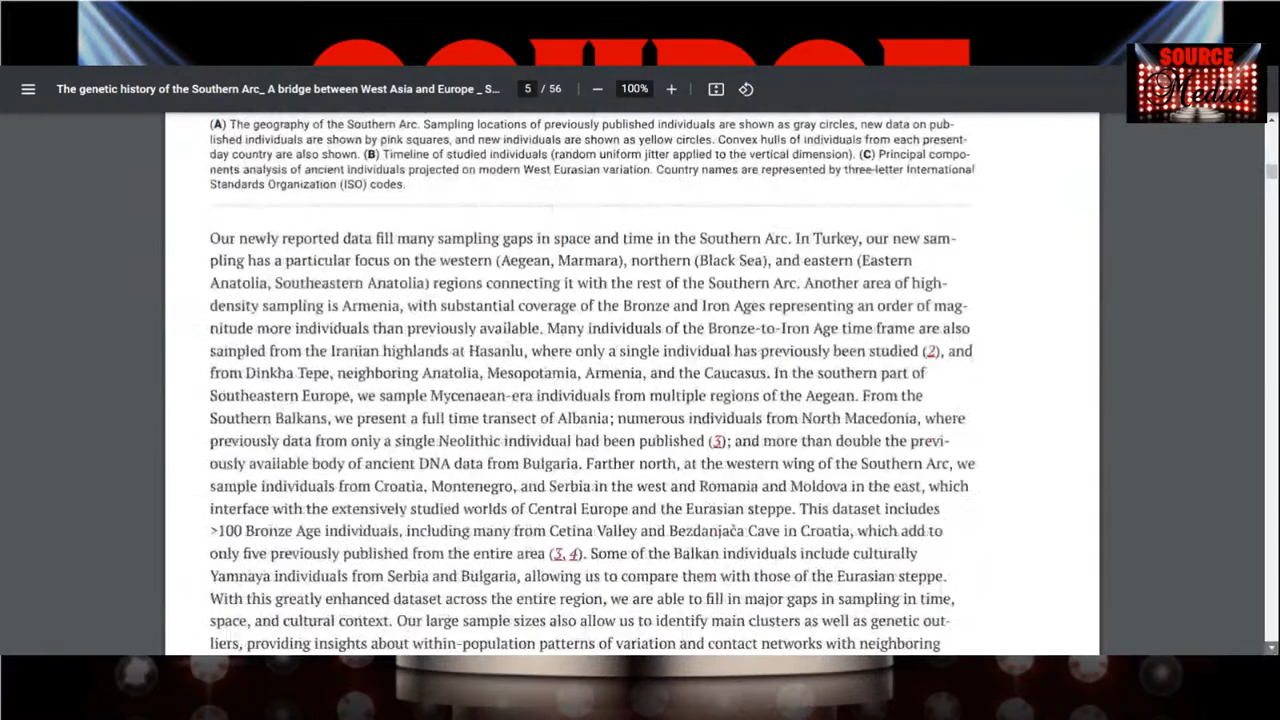 SOURCE
SOURCE
Media
The genetic history of the Southern Arc_ A bridge between West Asia and Europe _ S...
5 / 56
100%
(A) The geography of the Southern Arc. Sampling locations of previously published individuals are shown as gray circles, new data on pub-
lished individuals are shown by pink squares, and new individuals are shown as yellow circles. Convex hulls of individuals from each present-
day country are also shown. (B) Timeline of studied individuals (random uniform jitter applied to the vertical dimension). (C) Principal compo-
nents analysis of ancient individuals projected on modern West Eurasian variation. Country names are represented by three-letter International
Standards Organization (ISO) codes.
Our newly reported data fill many sampling gaps in space and time in the Southern Arc. In Turkey, our new sam-
pling has a particular focus on the western (Aegean, Marmara), northern (Black Sea), and eastern (Eastern
Anatolia, Southeastern Anatolia) regions connecting it with the rest of the Southern Arc. Another area of high-
density sampling is Armenia, with substantial coverage of the Bronze and Iron Ages representing an order of mag-
nitude more individuals than previously available. Many individuals of the Bronze-to-Iron Age time frame are also
sampled from the Iranian highlands at Hasanlu, where only a single individual has previously been studied (2), and
from Dinkha Tepe, neighboring Anatolia, Mesopotamia, Armenia, and the Caucasus. In the southern part of
Southeastern Europe, we sample Mycenaean-era individuals from multiple regions of the Aegean. From the
Southern Balkans, we present a full time transect of Albania; numerous individuals from North Macedonia, where
previously data from only a single Neolithic individual had been published (3); and more than double the previ-
ously available body of ancient DNA data from Bulgaria. Farther north, at the western wing of the Southern Arc, we
sample individuals from Croatia, Montenegro, and Serbia in the west and Romania and Moldova in the east, which
interface with the extensively studied worlds of Central Europe and the Eurasian steppe. This dataset includes
>100 Bronze Age individuals, including many from Cetina Valley and Bezdanjača Cave in Croatia, which add to
only five previously published from the entire area (3, 4). Some of the Balkan individuals include culturally
Yamnaya individuals from Serbia and Bulgaria, allowing us to compare them with those of the Eurasian steppe.
With this greatly enhanced dataset across the entire region, we are able to fill in major gaps in sampling in time,
space, and cultural context. Our large sample sizes also allow us to identify main clusters as well as genetic out-
liers, providing insights about within-population patterns of variation and contact networks with neighboring